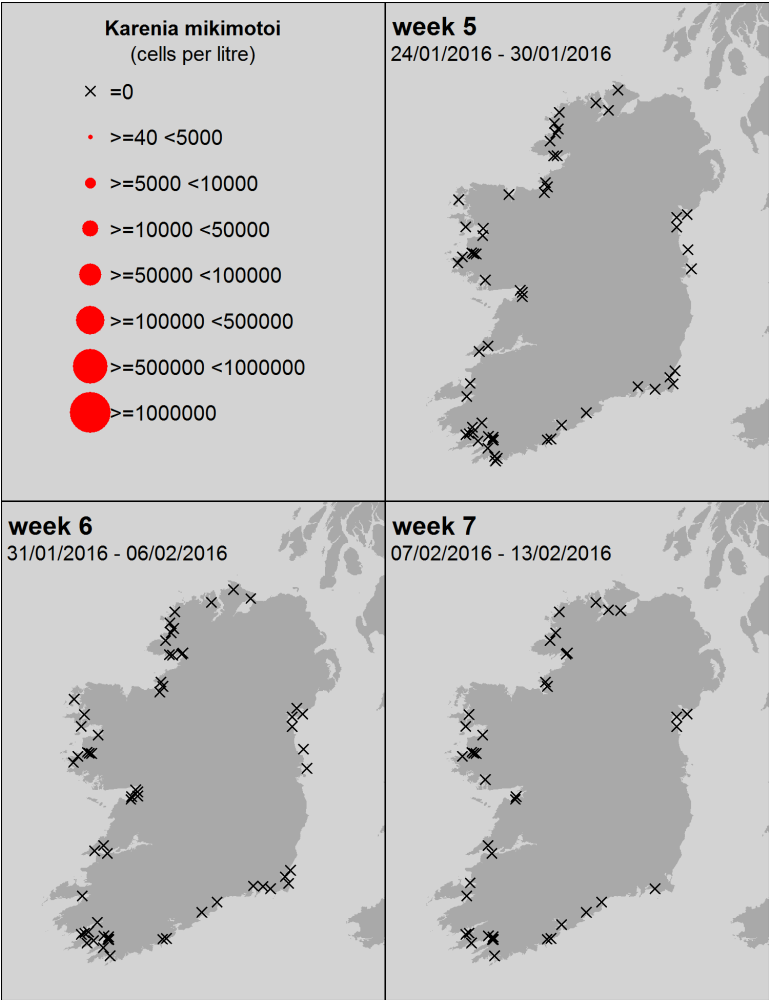 Karenia mikimotoi
(cells per litre)
=0
>=40 <5000
>=5000 <10000
>=10000 <50000
>=50000 <100000
>=100000 <500000
>=500000 <1000000
>=1000000
week 5
24/01/2016 - 30/01/2016
week 6
31/01/2016 - 06/02/2016
week 7
07/02/2016 - 13/02/2016